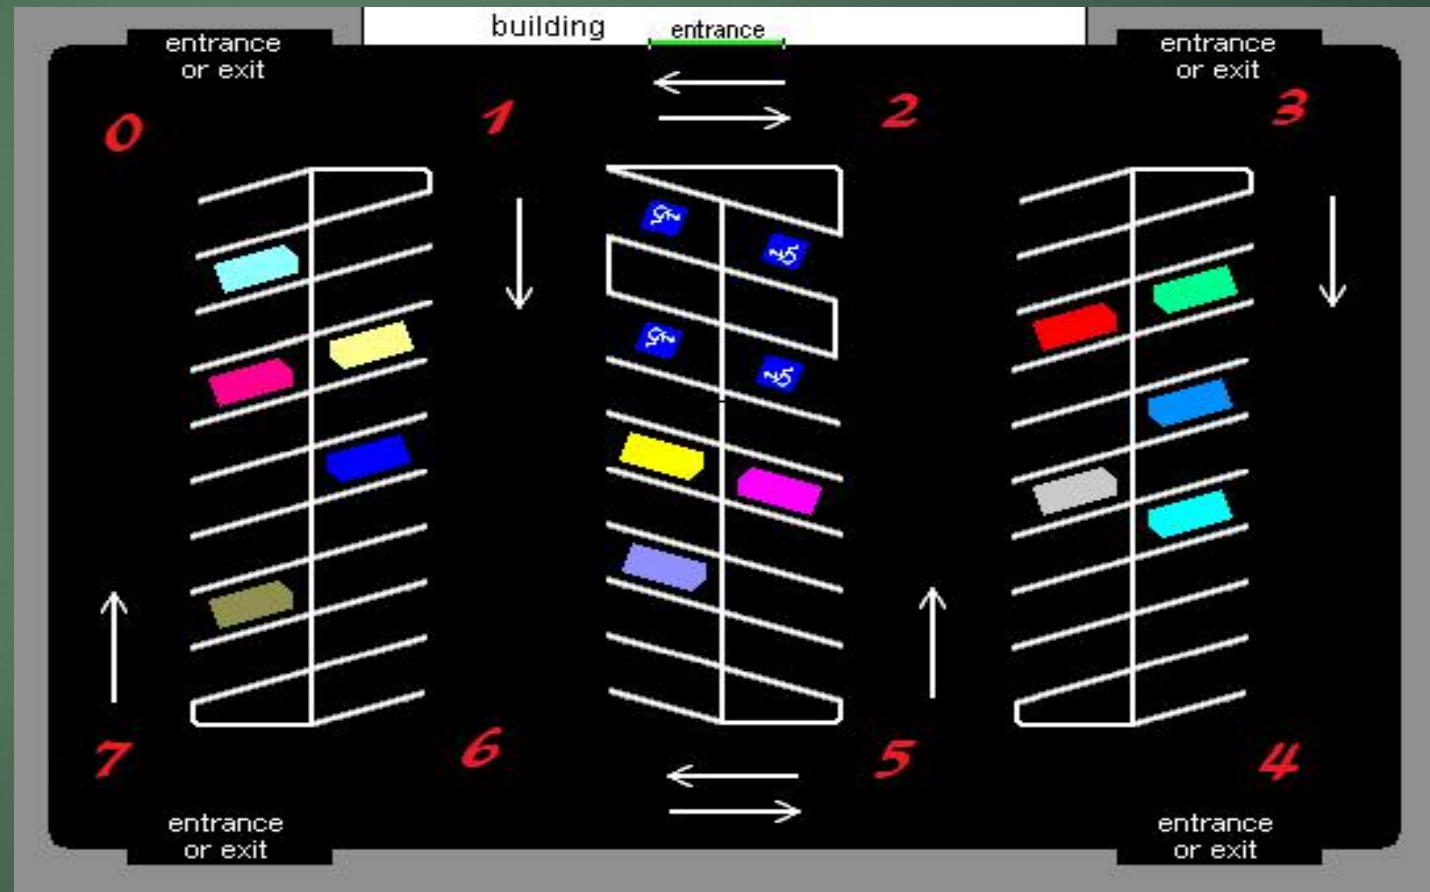 building
entrance
entrance
or exit
entrance
or exit
0
1
2
3
7
6
5
4
entrance
or exit
entrance
or exit